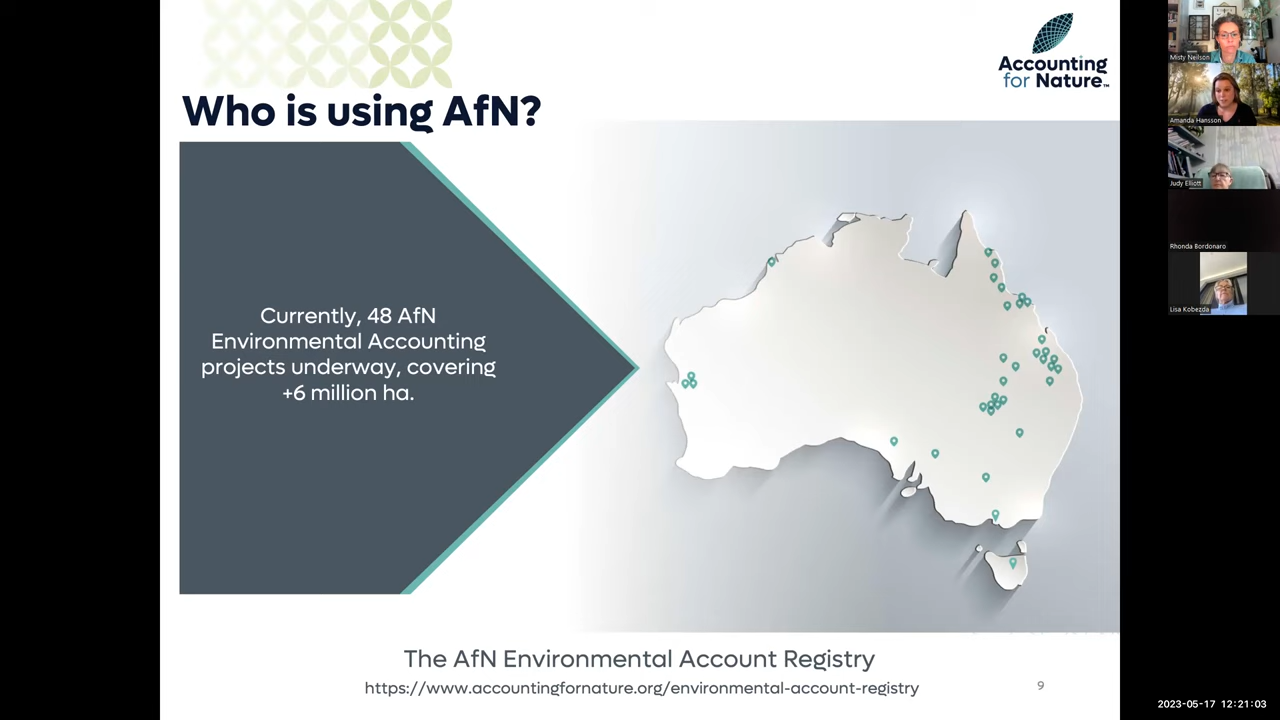 Accounting
for Nature™
Who is using AfN?
Currently, 48 AfN
Environmental Accounting
projects underway, covering
+6 million ha.
The AfN Environmental Account Registry
https://www.accountingfornature.org/environmental-account-registry
9
Misty Neilson
Amanda Hansson
Judy Elliott
Rhonda Bordonaro
Lisa Kobezda
2023-05-17 12:21:03